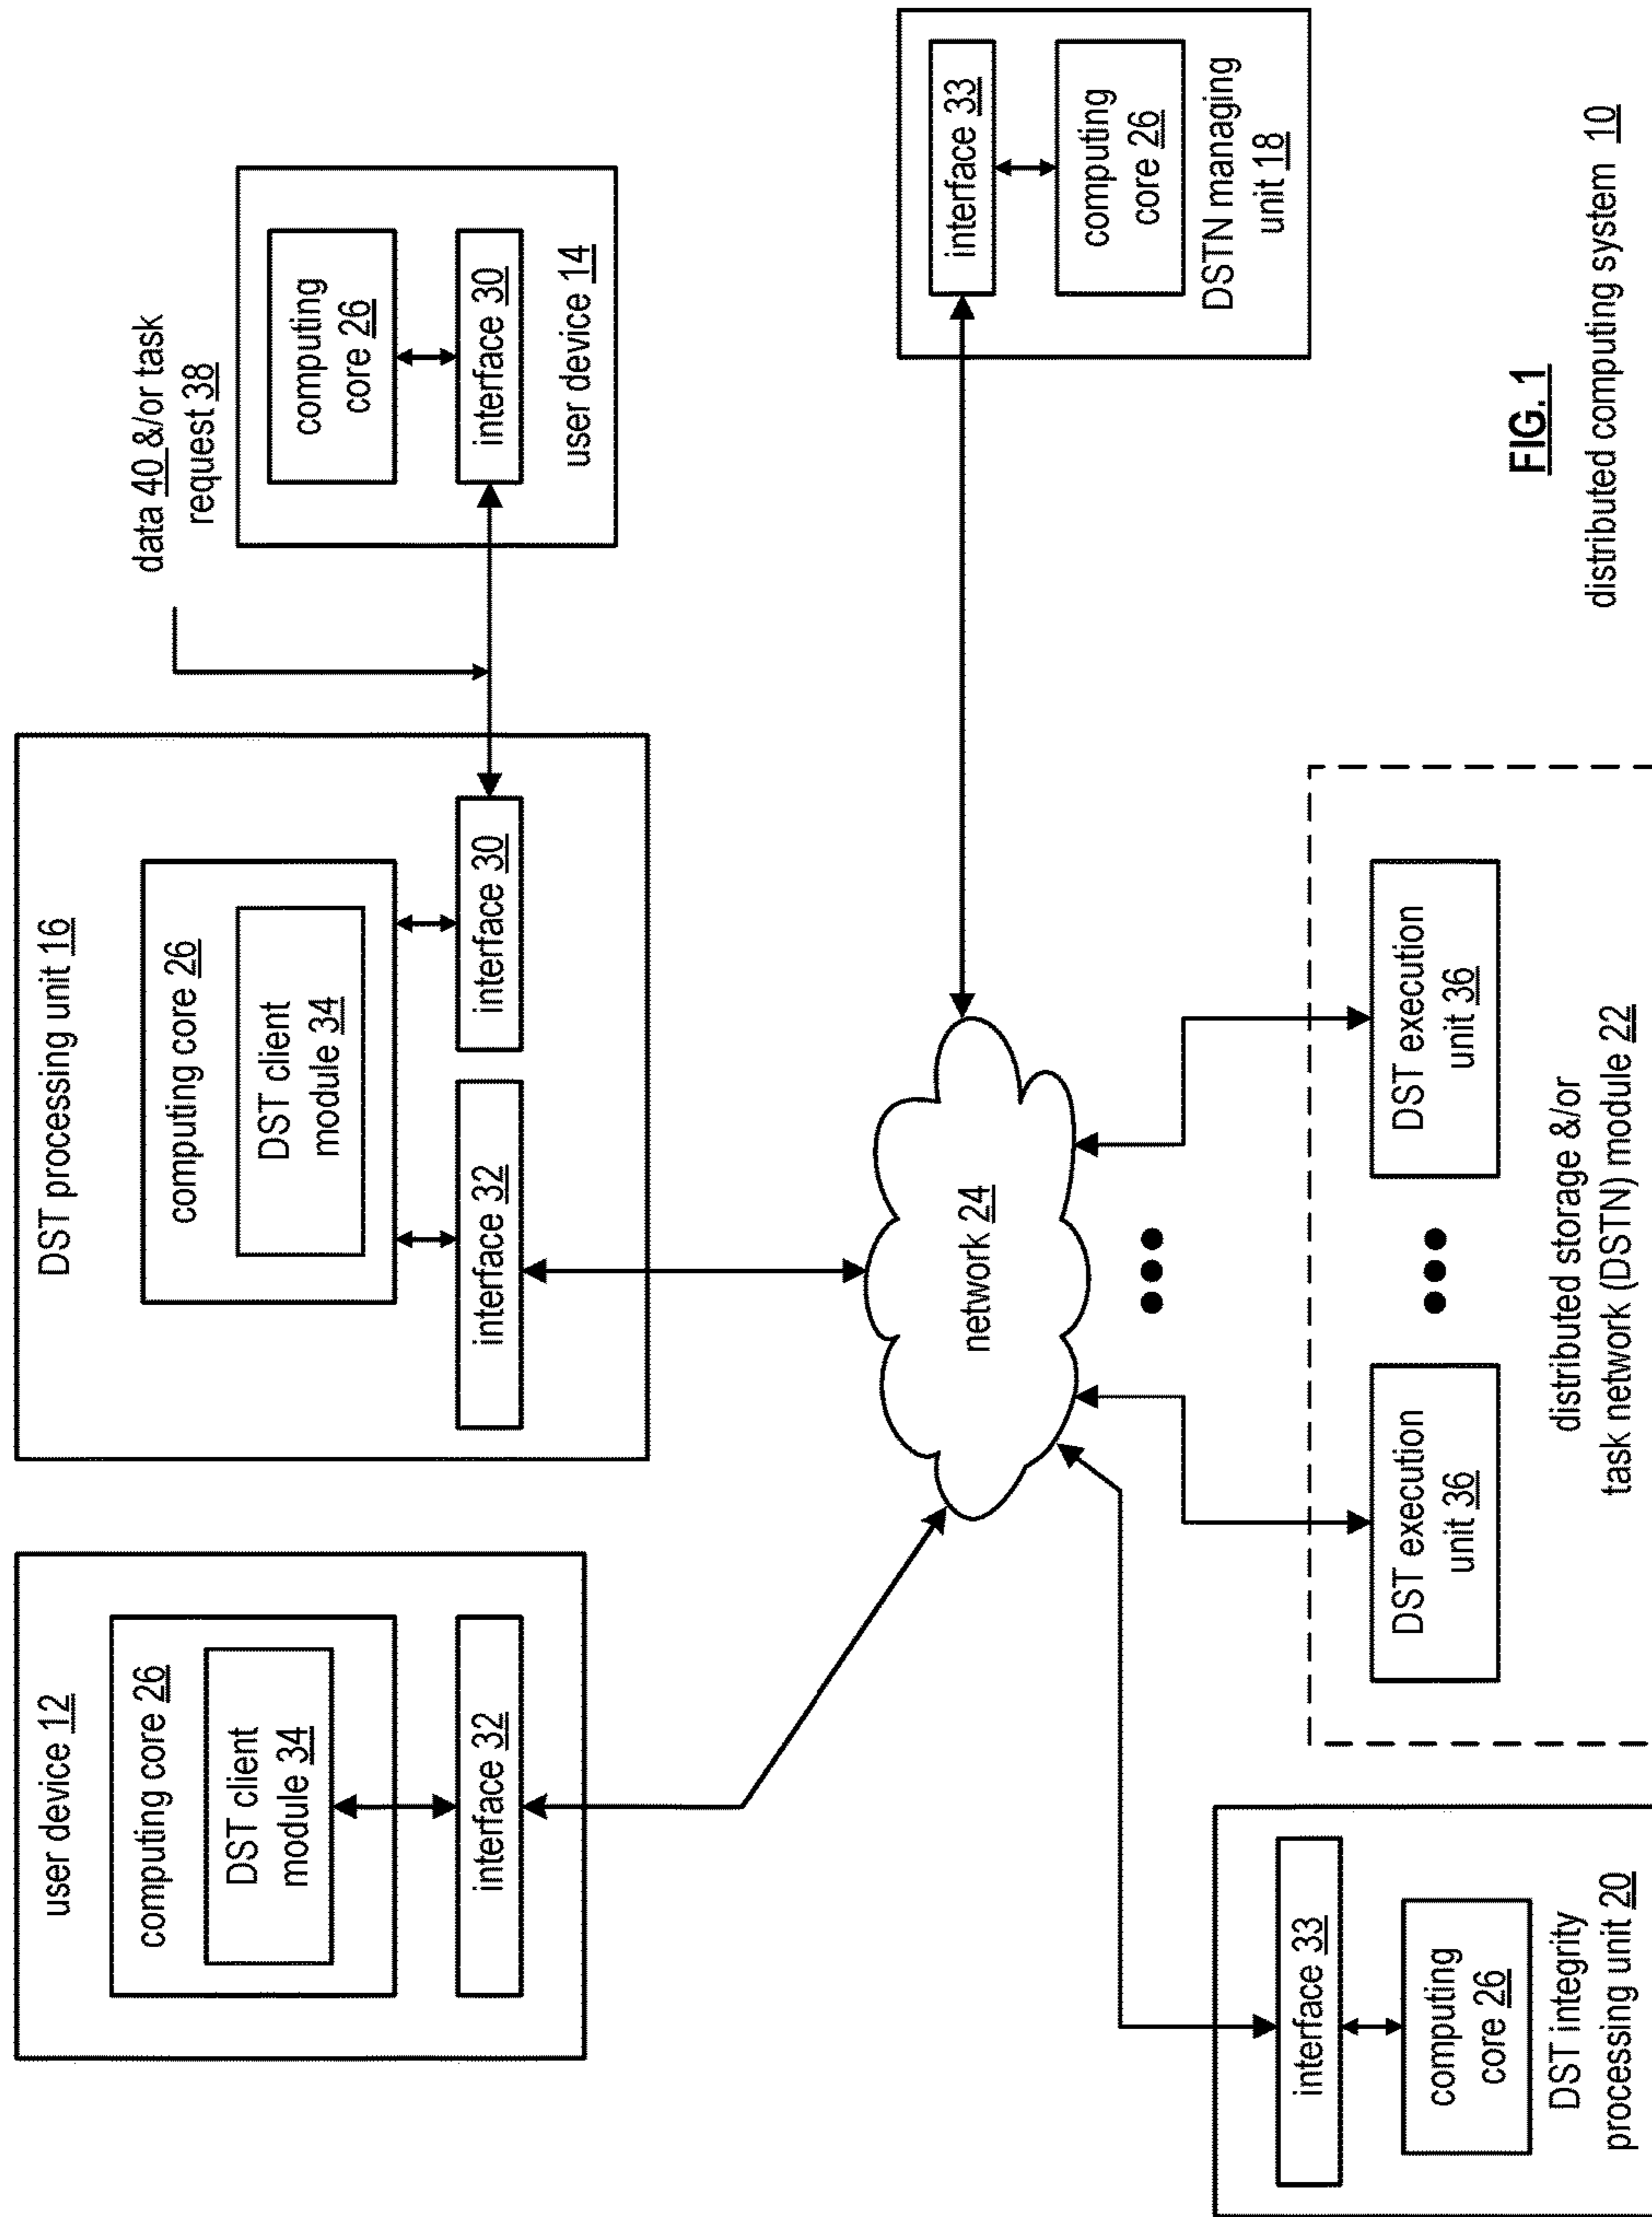 user device 12
computing core 26
DST client
module 34
interface 32
DST processing unit 16
computing core 26
DST client
module 34
interface 32
interface 30
data 40 &/or task
request 38
computing
core 26
interface 30
user device 14
network 24
interface 33
computing
core 26
DSTN managing
unit 18
interface 33
computing
core 26
DST integrity
processing unit 20
DST execution
unit 36
DST execution
unit 36
distributed storage &/or
task network (DSTN) module 22
FIG. 1
distributed computing system 10